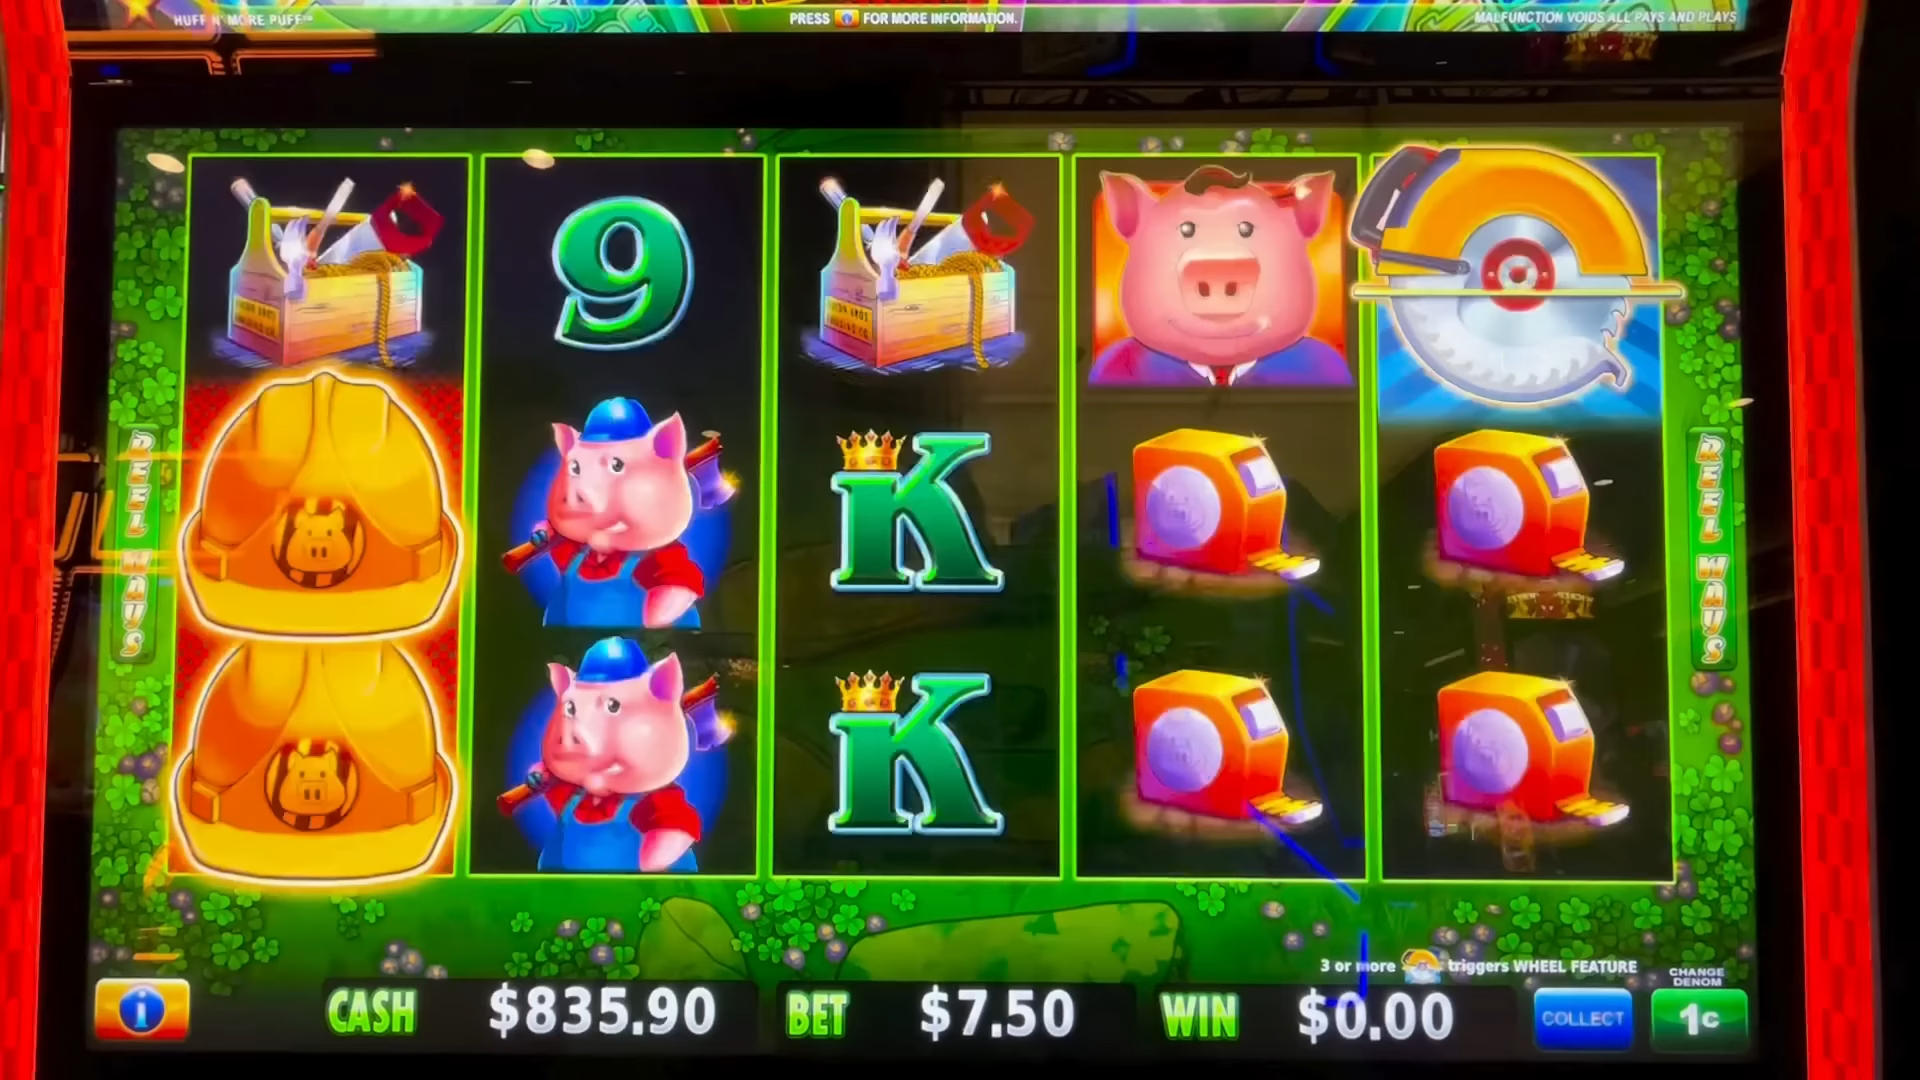 HUFF N' MORE PUFF™
PRESS i FOR MORE INFORMATION.
MALFUNCTION VOIDS ALL PAYS AND PLAYS
9
K
K
REEL WAYS
REEL WAYS
3 or more triggers WHEEL FEATURE
i
CASH $835.90
BET $7.50
WIN $0.00
COLLECT
CHANGE
DENOM
1¢